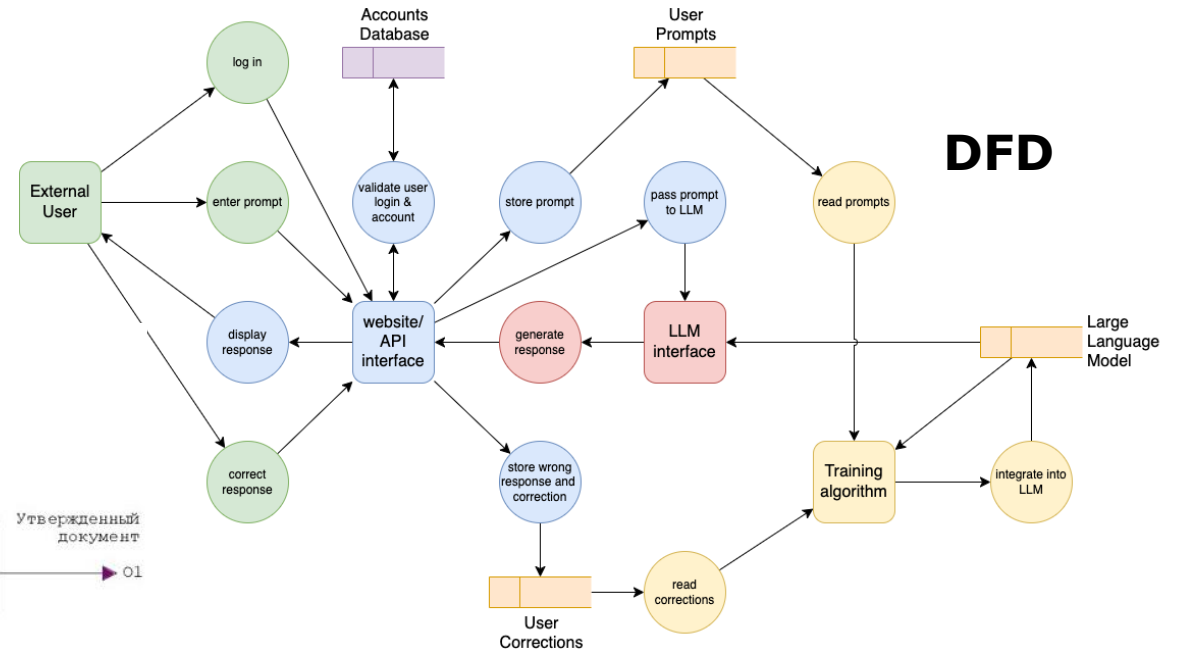 Accounts
Database
User
Prompts
log in
DFD
External
User
enter prompt
validate user
login &
account
store prompt
pass prompt
to LLM
read prompts
display
response
website/
API
interface
generate
response
LLM
interface
Large
Language
Model
correct
response
store wrong
response and
correction
Training
algorithm
integrate into
LLM
Утвержденный
документ
O1
read
corrections
User
Corrections